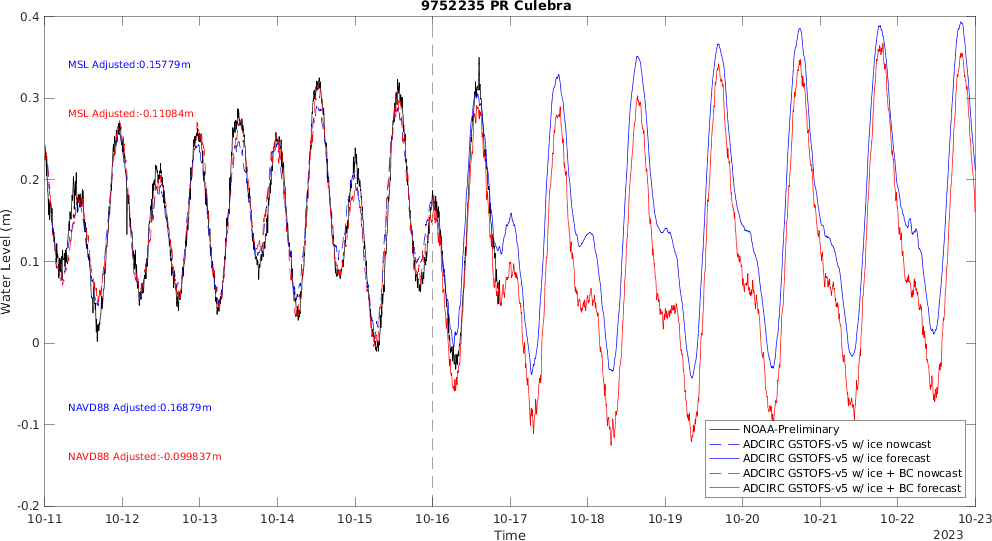 9752235 PR Culebra
0.4
0.3
0.2
0.1
0
-0.1
-0.2
Water Level (m)
MSL Adjusted:0.15779m
MSL Adjusted:-0.11084m
NAVD88 Adjusted:0.16879m
NAVD88 Adjusted:-0.099837m
NOAA-Preliminary
ADCIRC GSTOFS-v5 w/ ice nowcast
ADCIRC GSTOFS-v5 w/ ice forecast
ADCIRC GSTOFS-v5 w/ ice + BC nowcast
ADCIRC GSTOFS-v5 w/ ice + BC forecast
10-11 10-12 10-13 10-14 10-15 10-16 10-17 10-18 10-19 10-20 10-21 10-22 10-23
Time
2023